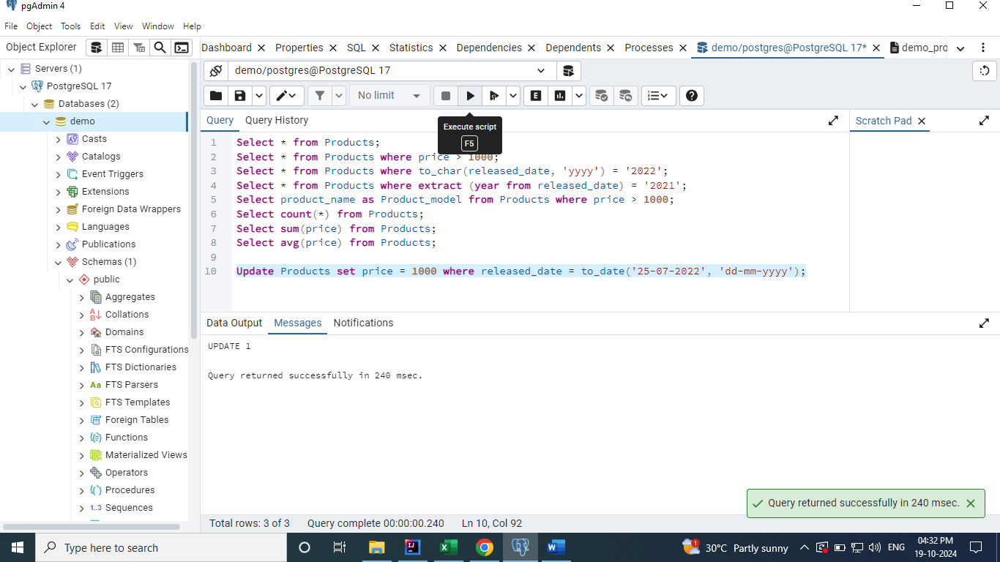 pgAdmin 4
File Object Tools Edit View Window Help
Object Explorer
Dashboard Properties SQL Statistics Dependencies Dependents Processes demo/postgres@PostgreSQL 17* demo_pro
Servers (1)
PostgreSQL 17
Databases (2)
demo
Casts
Catalogs
Event Triggers
Extensions
Foreign Data Wrappers
Languages
Publications
Schemas (1)
public
Aggregates
Collations
Domains
FTS Configurations
FTS Dictionaries
Aa FTS Parsers
FTS Templates
Foreign Tables
Functions
Materialized Views
Operators
Procedures
1..3 Sequences
demo/postgres@PostgreSQL 17
No limit
E
Query Query History
Execute script
F5
Scratch Pad
1 Select * from Products;
2 Select * from Products where price > 1000;
3 Select * from Products where to_char(released_date, 'yyyy') = '2022';
4 Select * from Products where extract (year from released_date) = '2021';
5 Select product_name as Product_model from Products where price > 1000;
6 Select count(*) from Products;
7 Select sum(price) from Products;
8 Select avg(price) from Products;
9
10 Update Products set price = 1000 where released_date = to_date('25-07-2022', 'dd-mm-yyyy');
Data Output Messages Notifications
UPDATE 1
Query returned successfully in 240 msec.
Query returned successfully in 240 msec.
Total rows: 3 of 3 Query complete 00:00:00.240 Ln 10, Col 92
Type here to search
1
30°C Partly sunny
ENG
04:32 PM
19-10-2024